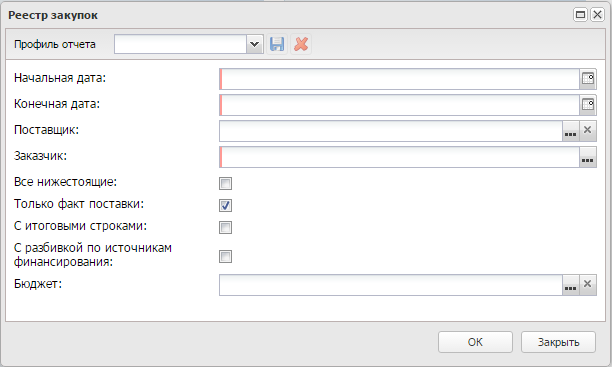 Реестр закупок
Профиль отчета
Начальная дата:
Конечная дата:
Поставщик:
Заказчик:
Все нижестоящие:
Только факт поставки:
С итоговыми строками:
С разбивкой по источникам
финансирования:
Бюджет:
ОК Закрыть